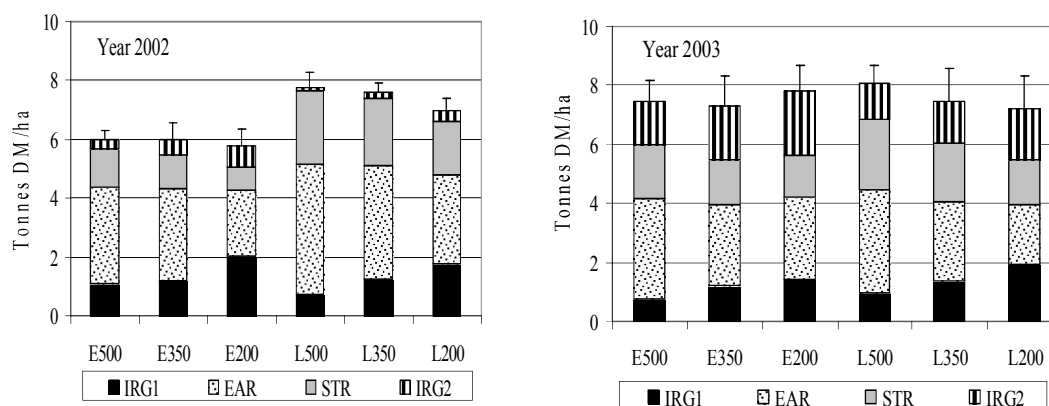 Year 2002
Tonnes DM/ha
10
8
6
4
2
0
E500 E350 E200 L500 L350 L200
IRG1 EAR STR IRG2
Year 2003
Tonnes DM/ha
10
8
6
4
2
0
E500 E350 E200 L500 L350 L200
IRG1 EAR STR IRG2